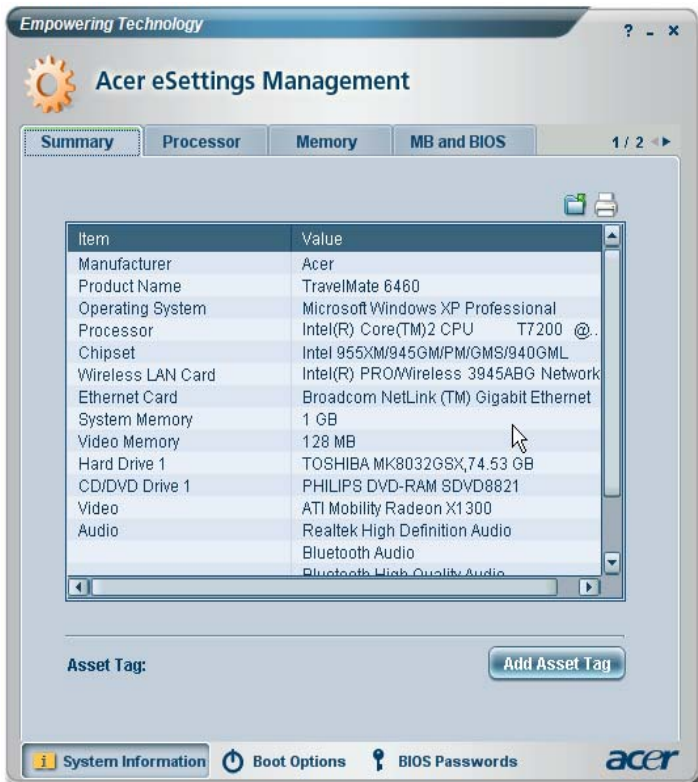 Empowering Technology
? - x
Acer eSettings Management
Summary Processor Memory MB and BIOS 1 / 2
Item Value
Manufacturer Acer
Product Name TravelMate 6460
Operating System Microsoft Windows XP Professional
Processor Intel(R) Core(TM)2 CPU T7200 @..
Chipset Intel 955XM/945GM/PM/GMS/940GML
Wireless LAN Card Intel(R) PRO/Wireless 3945ABG Network
Ethernet Card Broadcom NetLink (TM) Gigabit Ethernet
System Memory 1 GB
Video Memory 128 MB
Hard Drive 1 TOSHIBA MK8032GSX,74.53 GB
CD/DVD Drive 1 PHILIPS DVD-RAM SDVD8821
Video ATI Mobility Radeon X1300
Audio Realtek High Definition Audio
Bluetooth Audio
Bluetooth High Quality Audio
Asset Tag: Add Asset Tag
System Information Boot Options BIOS Passwords acer